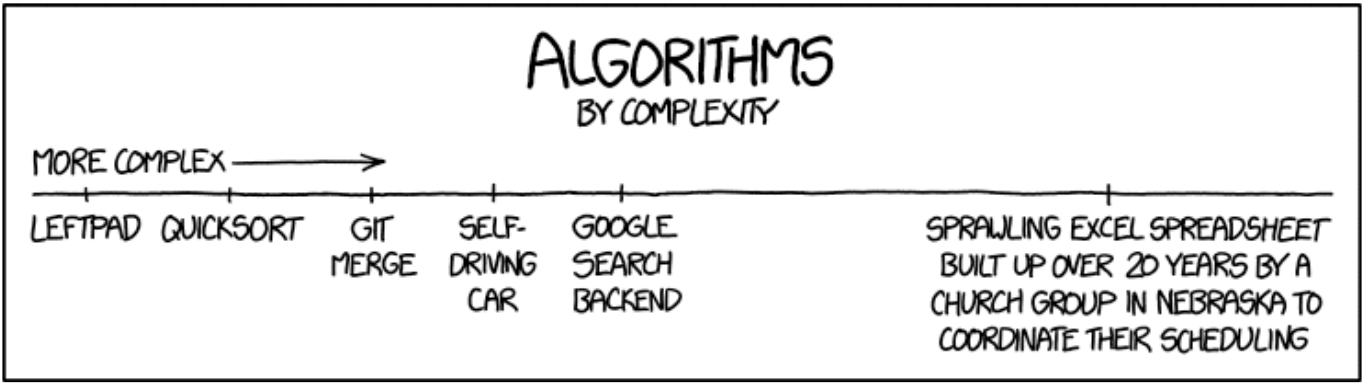 ALGORITHMS
BY COMPLEXITY
MORE COMPLEX
LEFTPAD
QUICKSORT
GIT
MERGE
SELF-
DRIVING
CAR
GOOGLE
SEARCH
BACKEND
SPRAWLING EXCEL SPREADSHEET
BUILT UP OVER 20 YEARS BY A
CHURCH GROUP IN NEBRASKA TO
COORDINATE THEIR SCHEDULING